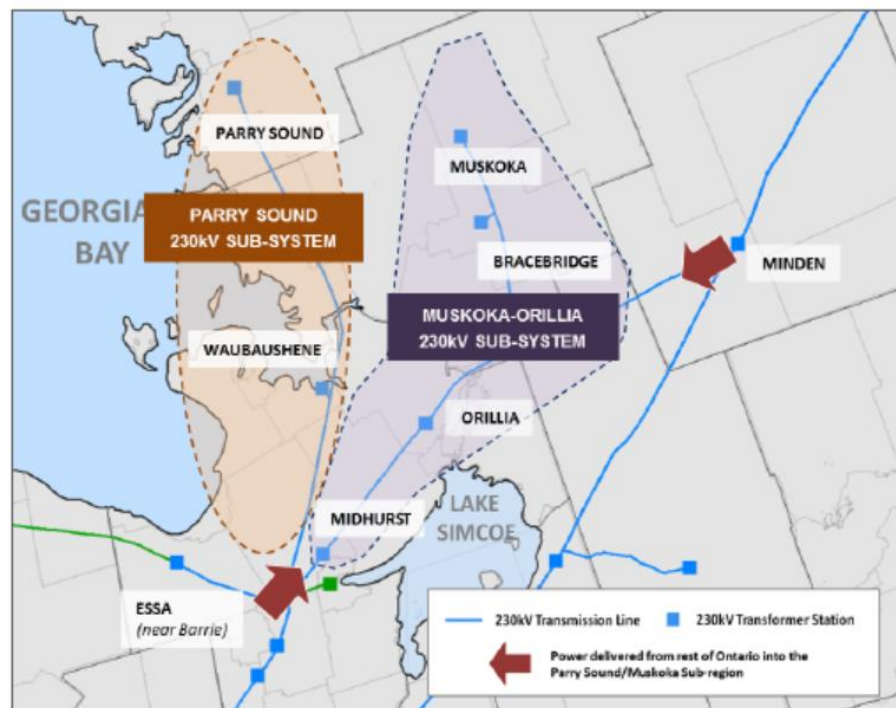 PARRY SOUND
MUSKOKA
GEORGIA
BAY
PARRY SOUND
230kV SUB-SYSTEM
BRACEBRIDGE
MINDEN
MUSKOKA-ORILLIA
230kV SUB-SYSTEM
WAUBAUSHENE
ORILLIA
MIDHURST
LAKE
SIMCOE
ESSA
(near Barrie)
230kV Transmission Line
230kV Transformer Station
Power delivered from rest of Ontario into the
Parry Sound/Muskoka Sub-region